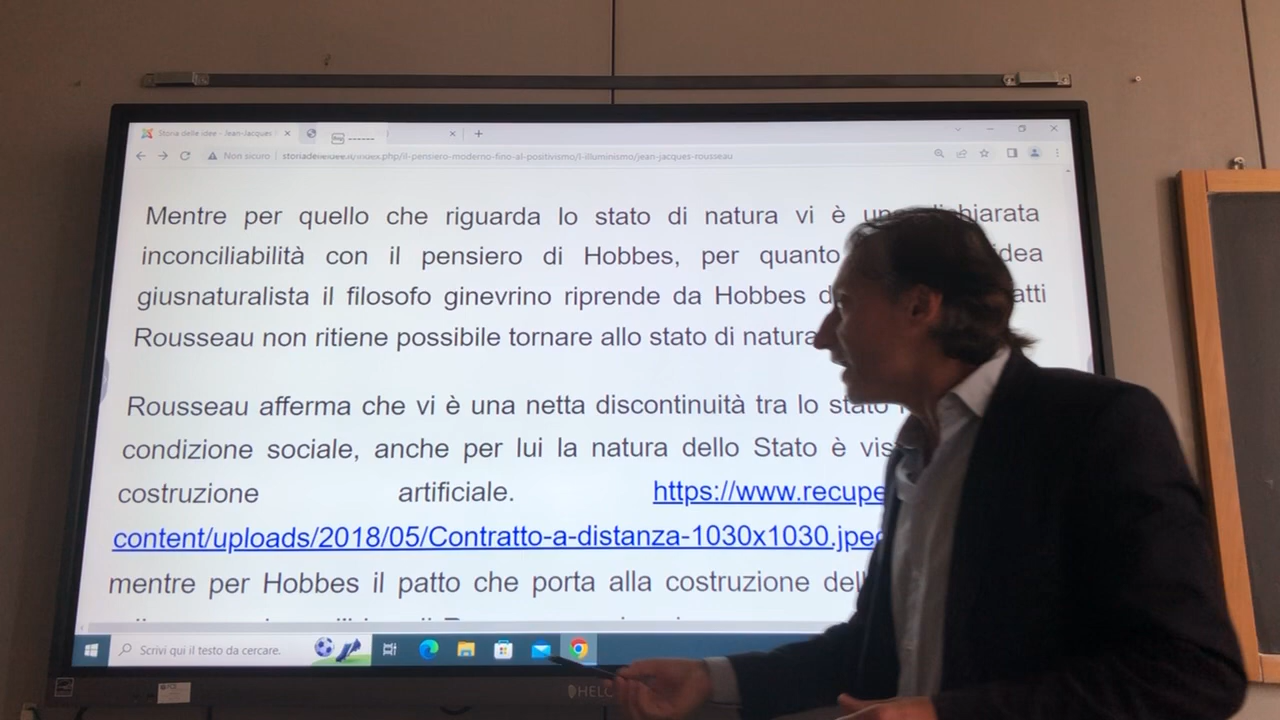 Storia delle idee - Jean-Jacques
Non sicuro storiadelleidee.it/index.php/il-pensiero-moderno-fino-al-positivismo/l-illuminismo/jean-jacques-rousseau
Mentre per quello che riguarda lo stato di natura vi è
inconciliabilità con il pensiero di Hobbes, per quanto idea
giusnaturalista il filosofo ginevrino riprende da Hobbes
Rousseau non ritiene possibile tornare allo stato di natura
Rousseau afferma che vi è una netta discontinuità tra lo stato
condizione sociale, anche per lui la natura dello Stato è
costruzione artificiale. https://www.recupe
content/uploads/2018/05/Contratto-a-distanza-1030x1030.jpe
mentre per Hobbes il patto che porta alla costruzione
Scrivi qui il testo da cercare.